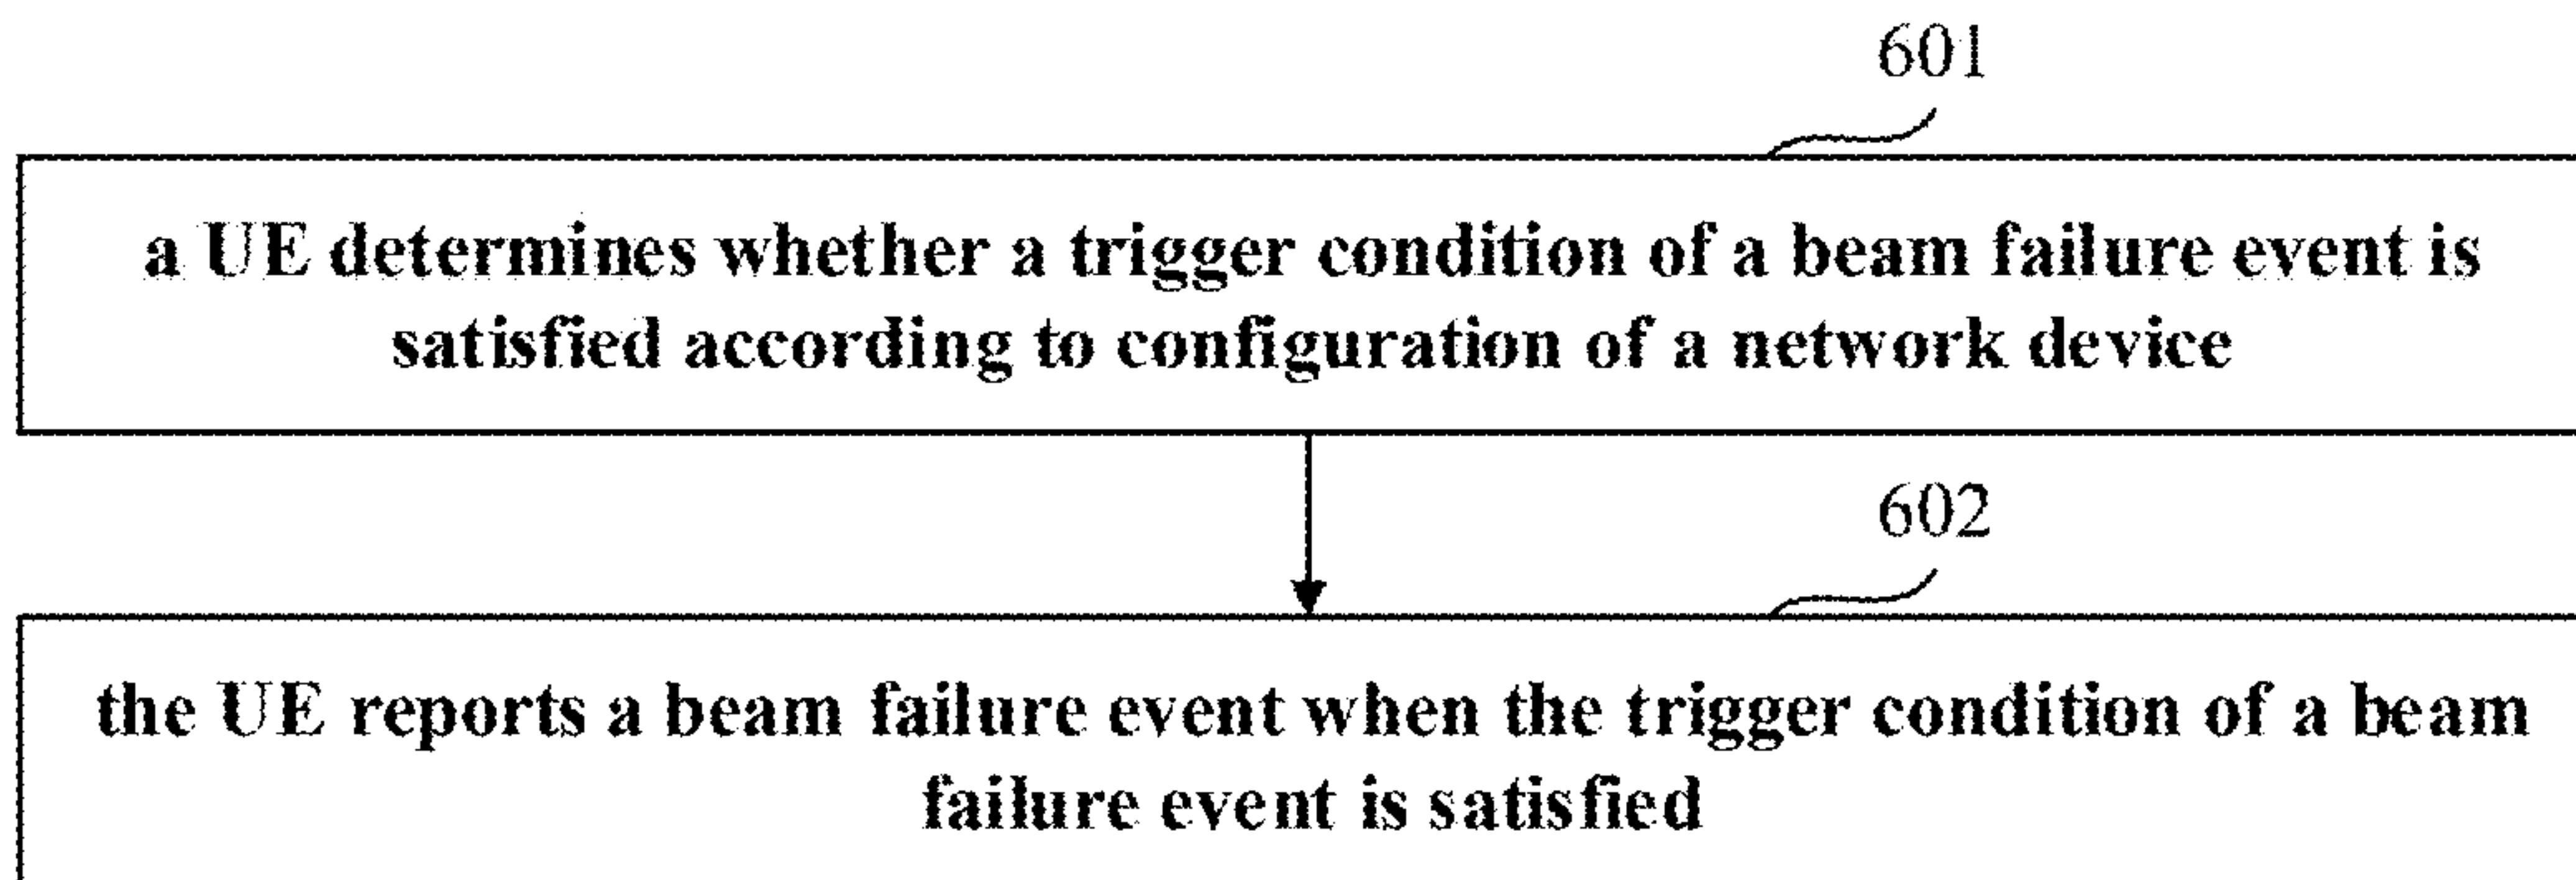 601
a UE determines whether a trigger condition of a beam failure event is
satisfied according to configuration of a network device
602
the UE reports a beam failure event when the trigger condition of a beam
failure event is satisfied